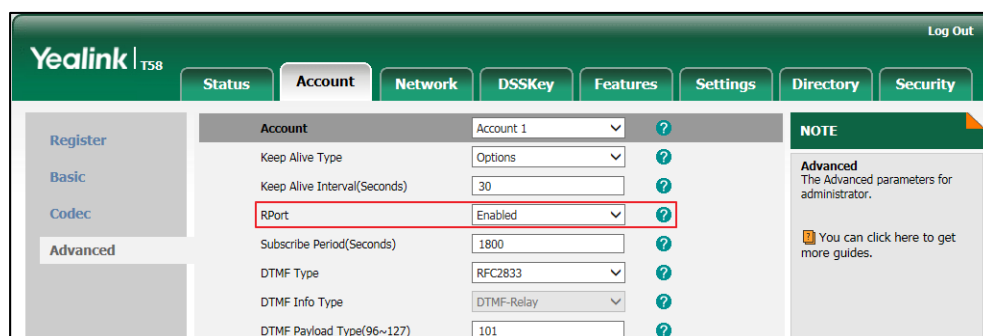 Log Out
Yealink T58
Status Account Network DSSKey Features Settings Directory Security
Register
Basic
Codec
Advanced
Account Account 1
Keep Alive Type Options
Keep Alive Interval(Seconds) 30
RPort Enabled
Subscribe Period(Seconds) 1800
DTMF Type RFC2833
DTMF Info Type DTMF-Relay
DTMF Payload Type(96~127) 101
NOTE
Advanced
The Advanced parameters for
administrator.
You can click here to get
more guides.